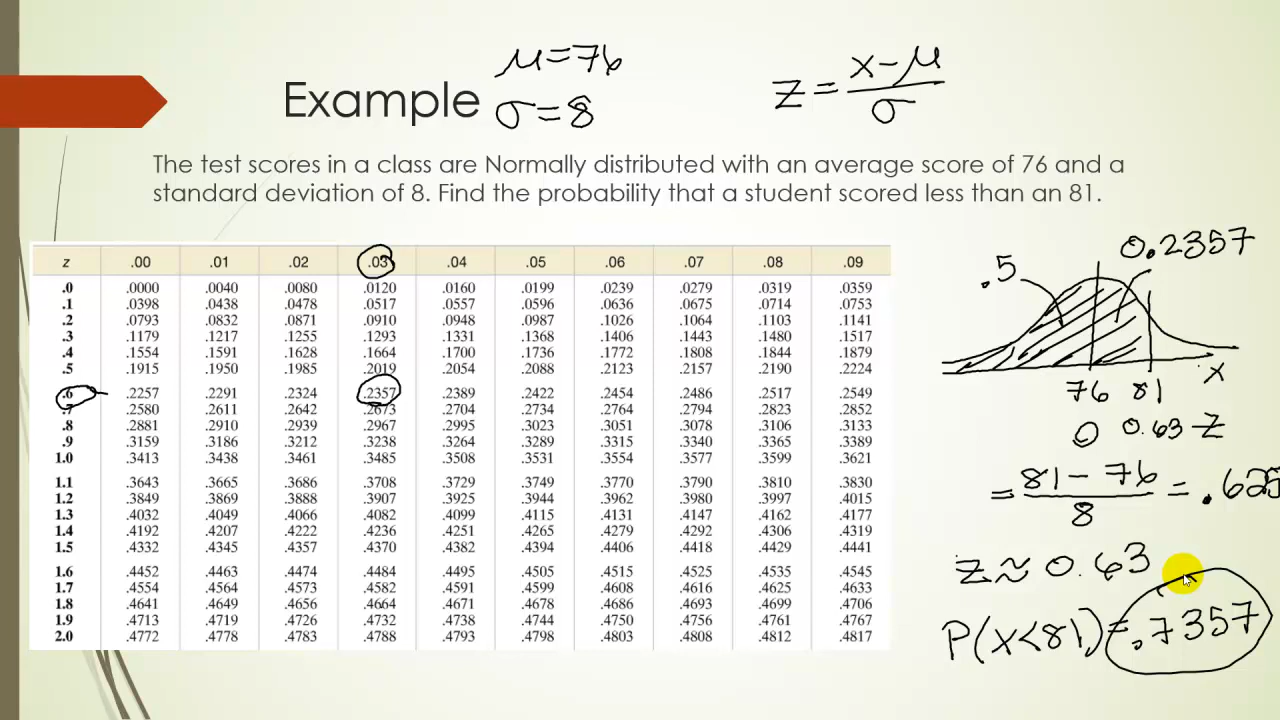 μ=76
Example
σ=8
z = x-μ / σ
The test scores in a class are Normally distributed with an average score of 76 and a
standard deviation of 8. Find the probability that a student scored less than an 81.
z .00 .01 .02 .03 .04 .05 .06 .07 .08 .09
.0 .0000 .0040 .0080 .0120 .0160 .0199 .0239 .0279 .0319 .0359
.1 .0398 .0438 .0478 .0517 .0557 .0596 .0636 .0675 .0714 .0753
.2 .0793 .0832 .0871 .0910 .0948 .0987 .1026 .1064 .1103 .1141
.3 .1179 .1217 .1255 .1293 .1331 .1368 .1406 .1443 .1480 .1517
.4 .1554 .1591 .1628 .1664 .1700 .1736 .1772 .1808 .1844 .1879
.5 .1915 .1950 .1985 .2019 .2054 .2088 .2123 .2157 .2190 .2224
.6 .2257 .2291 .2324 .2357 .2389 .2422 .2454 .2486 .2517 .2549
.7 .2580 .2611 .2642 .2673 .2704 .2734 .2764 .2794 .2823 .2852
.8 .2881 .2910 .2939 .2967 .2995 .3023 .3051 .3078 .3106 .3133
.9 .3159 .3186 .3212 .3238 .3264 .3289 .3315 .3340 .3365 .3389
1.0 .3413 .3438 .3461 .3485 .3508 .3531 .3554 .3577 .3599 .3621
1.1 .3643 .3665 .3686 .3708 .3729 .3749 .3770 .3790 .3810 .3830
1.2 .3849 .3869 .3888 .3907 .3925 .3944 .3962 .3980 .3997 .4015
1.3 .4032 .4049 .4066 .4082 .4099 .4115 .4131 .4147 .4162 .4177
1.4 .4192 .4207 .4222 .4236 .4251 .4265 .4279 .4292 .4306 .4319
1.5 .4332 .4345 .4357 .4370 .4382 .4394 .4406 .4418 .4429 .4441
1.6 .4452 .4463 .4474 .4484 .4495 .4505 .4515 .4525 .4535 .4545
1.7 .4554 .4564 .4573 .4582 .4591 .4599 .4608 .4616 .4625 .4633
1.8 .4641 .4649 .4656 .4664 .4671 .4678 .4686 .4693 .4699 .4706
1.9 .4713 .4719 .4726 .4732 .4738 .4744 .4750 .4756 .4761 .4767
2.0 .4772 .4778 .4783 .4788 .4793 .4798 .4803 .4808 .4812 .4817
0.2357
.5
76 81 x
0 0.63 z
= 81-76 / 8 = .625
z≈0.63
P(x<81)=.7357